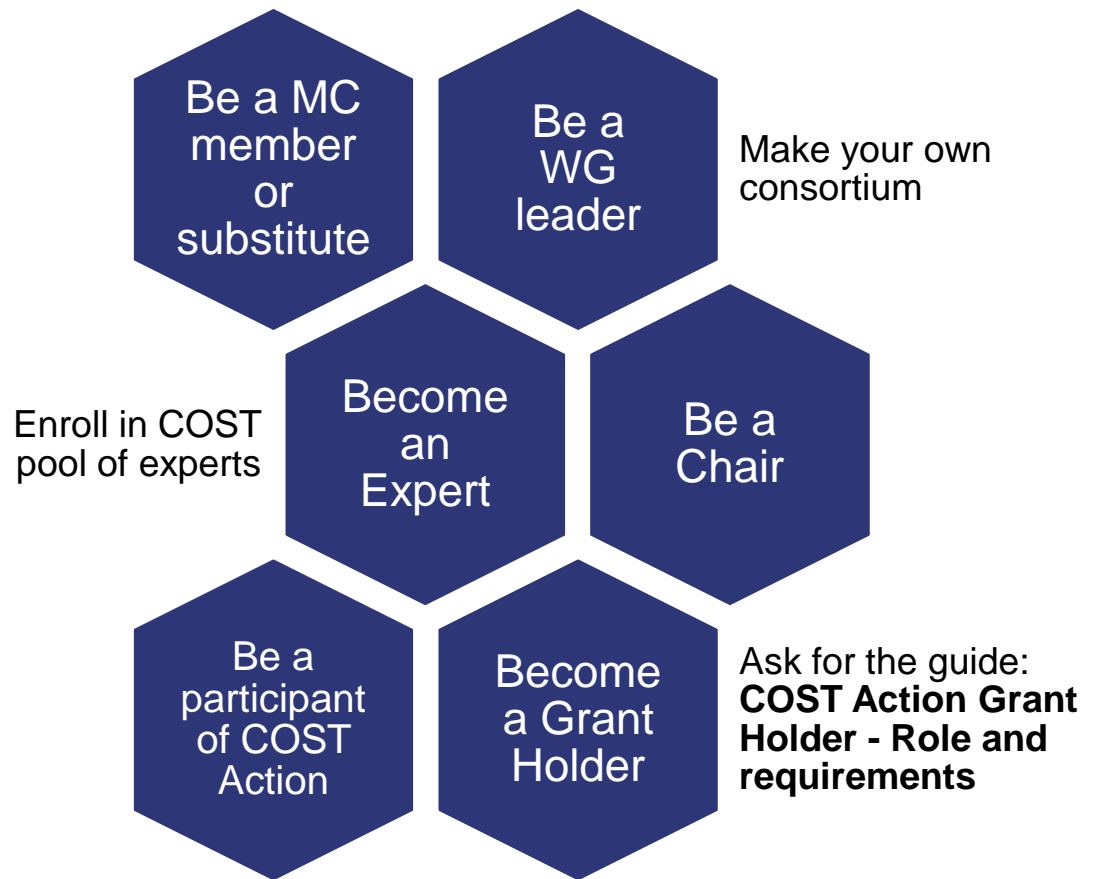 Be a MC
member
or
substitute
Be a
WG
leader
Make your own
consortium
Enroll in COST
pool of experts
Become
an
Expert
Be a
Chair
Be a
participant
of COST
Action
Become
a Grant
Holder
Ask for the guide:
COST Action Grant
Holder - Role and
requirements